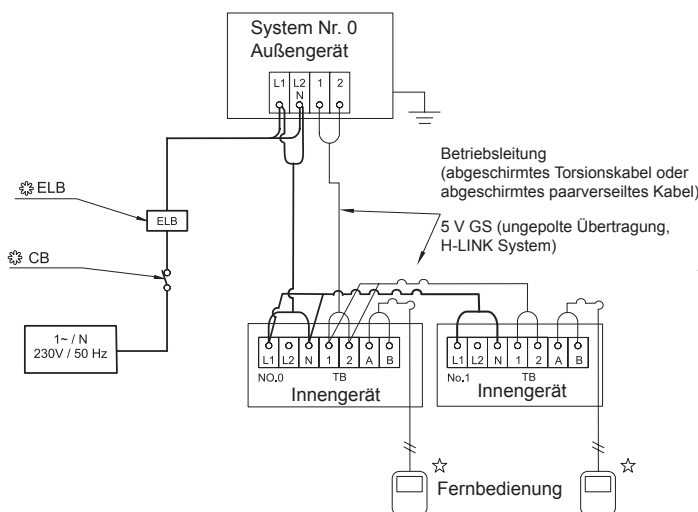 System Nr. 0
Außengerät
L1 L2 1 2
N
Betriebsleitung
(abgeschirmtes Torsionskabel oder
abgeschirmtes paarverseiltes Kabel)
ELB
ELB
5 V GS (ungepolte Übertragung,
H-LINK System)
CB
1~ / N
230V / 50 Hz
L1 L2 N 1 2 A B
NO.0 TB
Innengerät
L1 L2 N 1 2 A B
No.1 TB
Innengerät
Fernbedienung